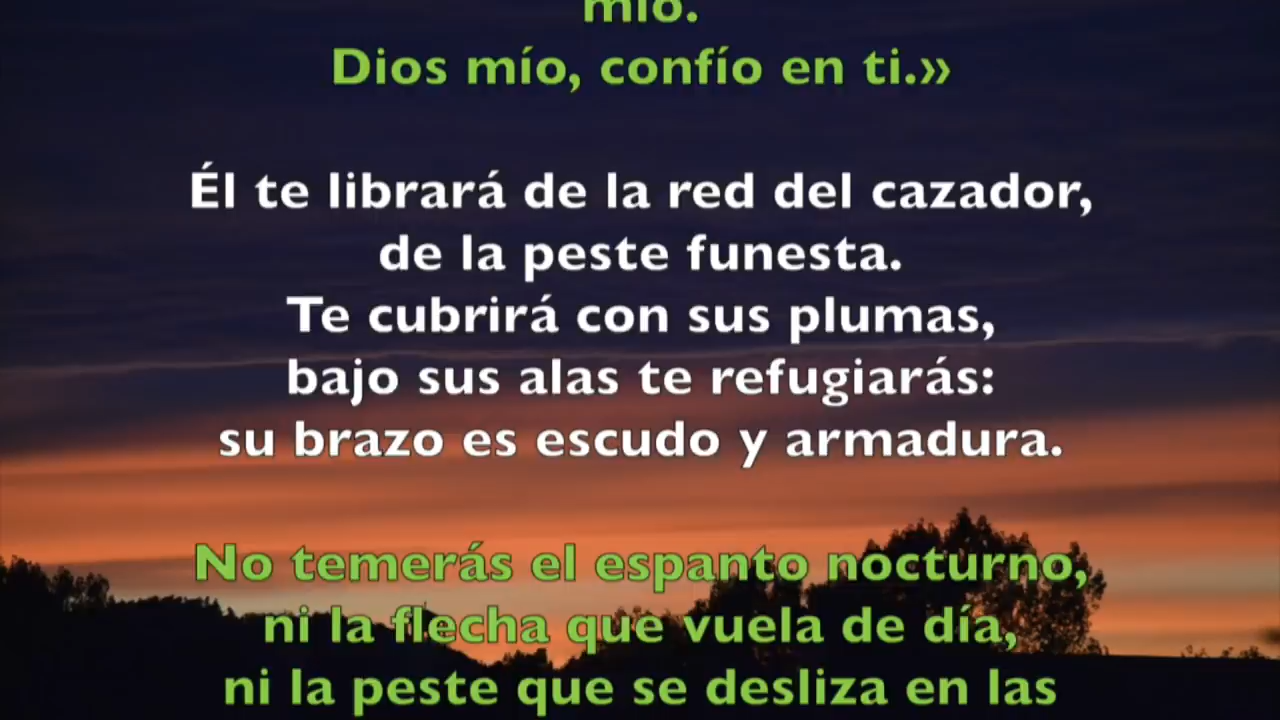 mío.
Dios mío, confío en ti.»
Él te librará de la red del cazador,
de la peste funesta.
Te cubrirá con sus plumas,
bajo sus alas te refugiarás:
su brazo es escudo y armadura.
No temerás el espanto nocturno,
ni la flecha que vuela de día,
ni la peste que se desliza en las